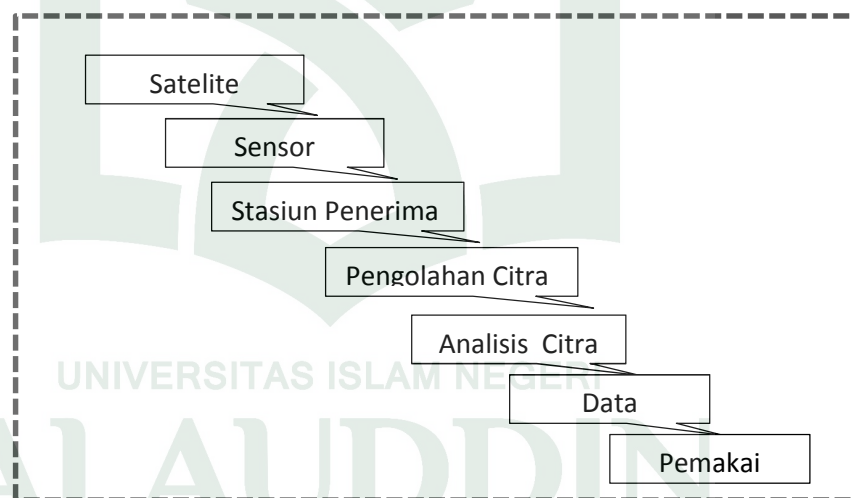 Satelite
Sensor
Stasiun Penerima
Pengolahan Citra
Analisis Citra
UNIVERSITAS ISLAM NEGERI
Data
ALAUDDIN
Pemakai